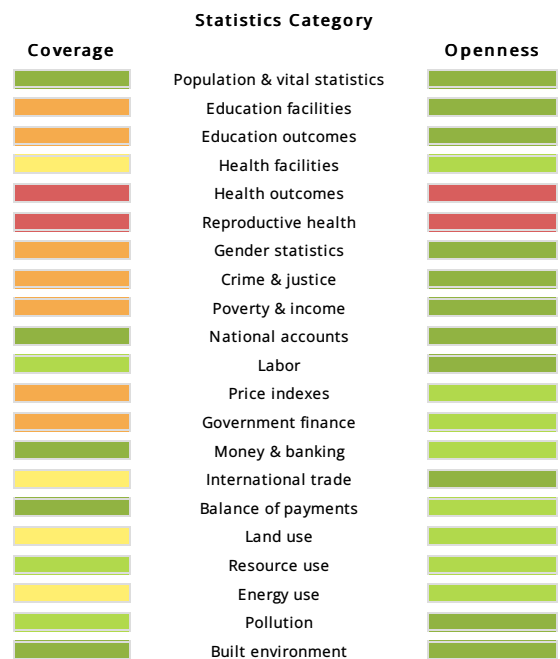 Statistics Category
Coverage
Openness
Population & vital statistics
Education facilities
Education outcomes
Health facilities
Health outcomes
Reproductive health
Gender statistics
Crime & justice
Poverty & income
National accounts
Labor
Price indexes
Government finance
Money & banking
International trade
Balance of payments
Land use
Resource use
Energy use
Pollution
Built environment